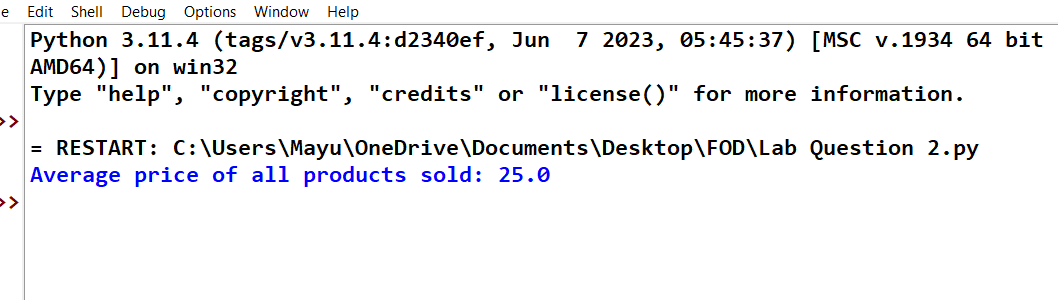 e Edit Shell Debug Options Window Help
Python 3.11.4 (tags/v3.11.4:d2340ef, Jun  7 2023, 05:45:37) [MSC v.1934 64 bit
AMD64)] on win32
Type "help", "copyright", "credits" or "license()" for more information.
>>
= RESTART: C:\Users\Mayu\OneDrive\Documents\Desktop\FOD\Lab Question 2.py
Average price of all products sold: 25.0
>>